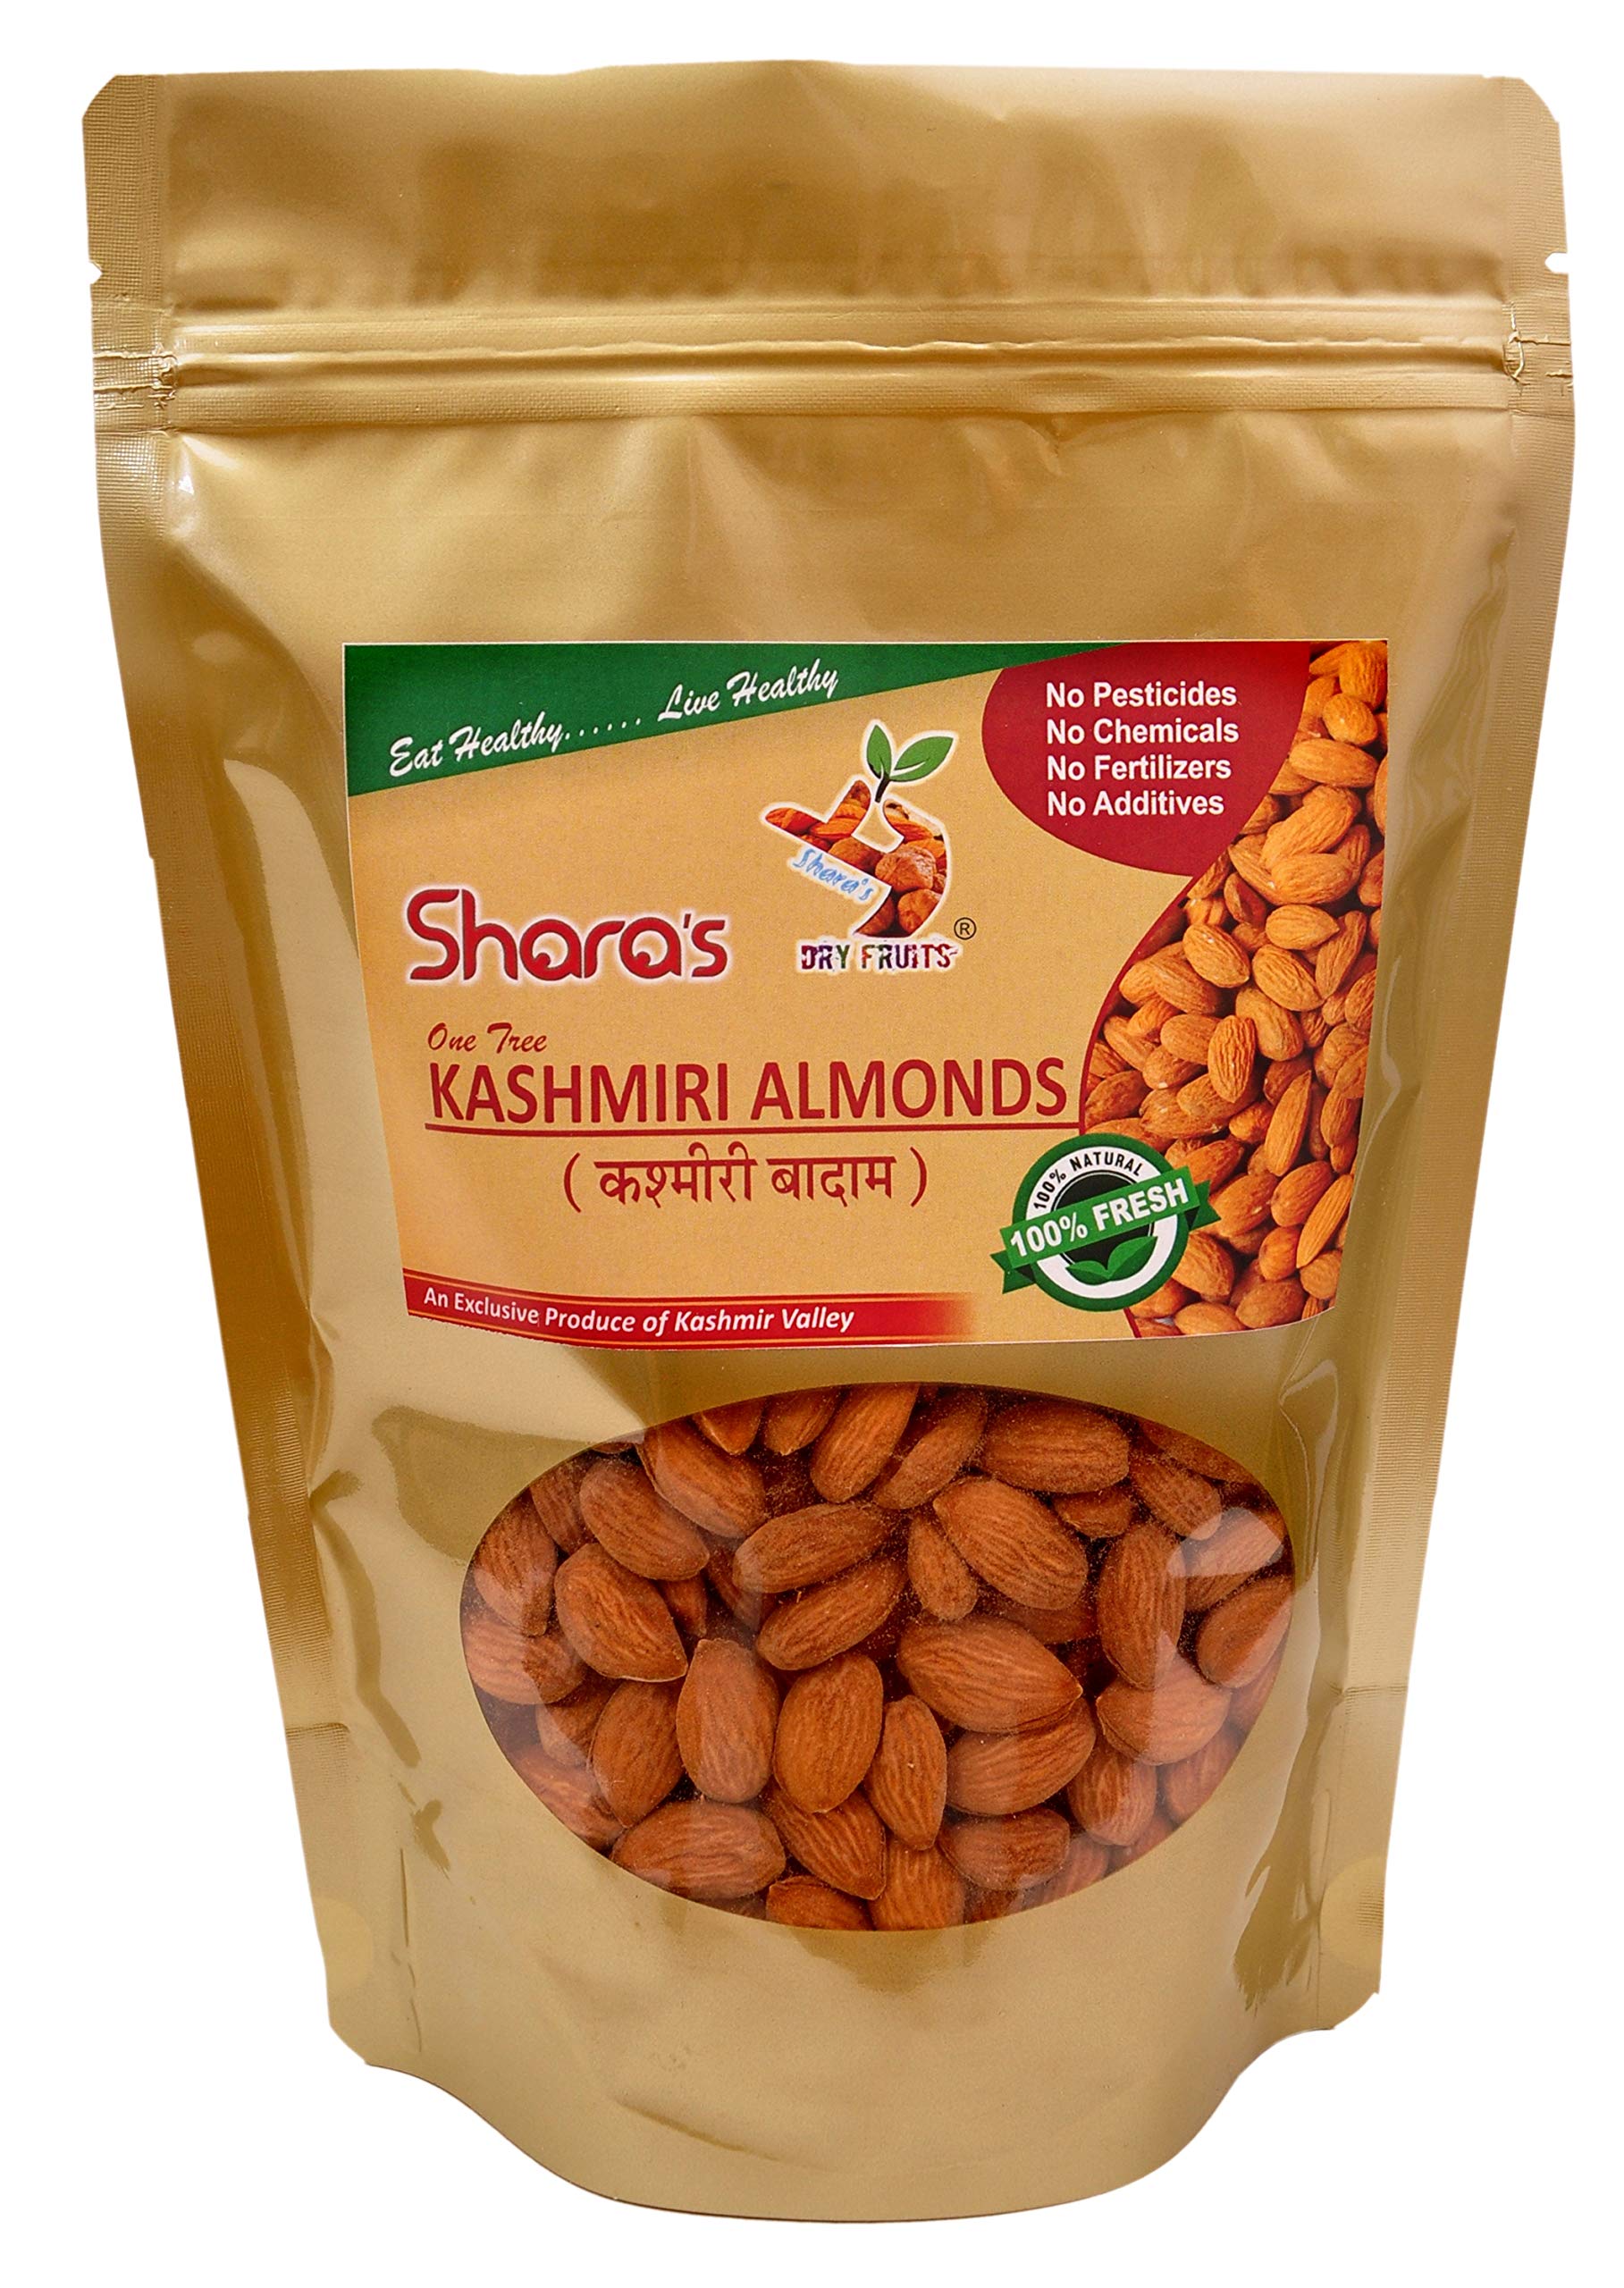 Eat Healthy...... Live Healthy
No Pesticides
No Chemicals
No Fertilizers
No Additives
Shara's
Shara's
DRY FRUITS ®
One Tree
KASHMIRI ALMONDS
( कश्मीरी बादाम )
100% NATURAL
100% FRESH
An Exclusive Produce of Kashmir Valley